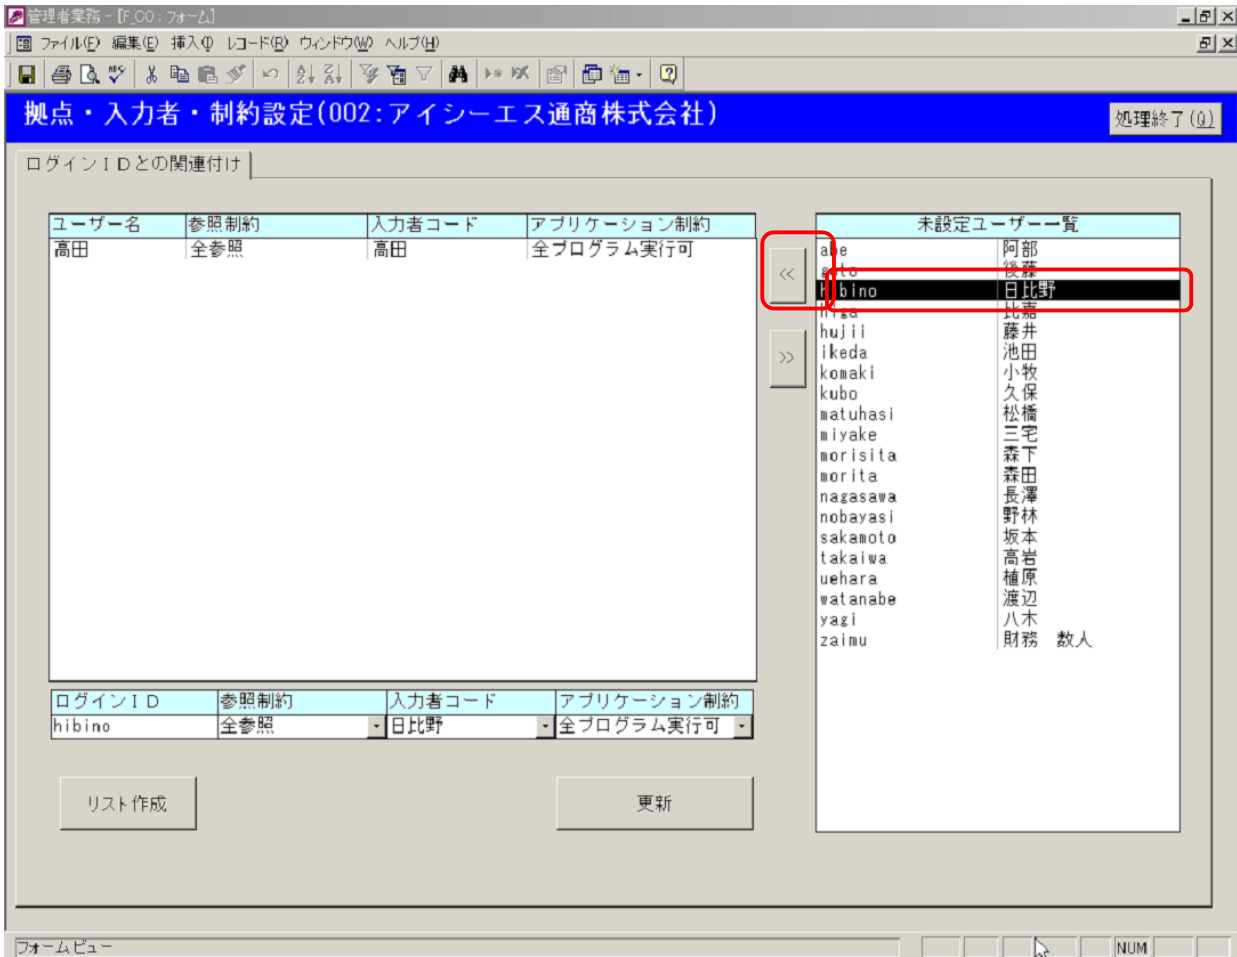 管理者業務 - [F_CO : フォーム]
ファイル(F) 編集(E) 挿入(I) レコード(R) ウィンドウ(W) ヘルプ(H)
拠点・入力者・制約設定(002:アイシーエス通商株式会社)
処理終了(Q)
ログインIDとの関連付け
ユーザー名 参照制約 入力者コード アプリケーション制約
高田 全参照 高田 全プログラム実行可
<<
>>
未設定ユーザー一覧
abe 阿部
goto 後藤
hibino 日比野
higa 比嘉
hujii 藤井
ikeda 池田
komaki 小牧
kubo 久保
matuhasi 松橋
miyake 三宅
morisita 森下
morita 森田
nagasawa 長澤
nobayasi 野林
sakamoto 坂本
takaiwa 高岩
uehara 植原
watanabe 渡辺
yagi 八木
zaimu 財務 数人
ログインID 参照制約 入力者コード アプリケーション制約
hibino 全参照 日比野 全プログラム実行可
リスト作成
更新
フォーム ビュー
NUM